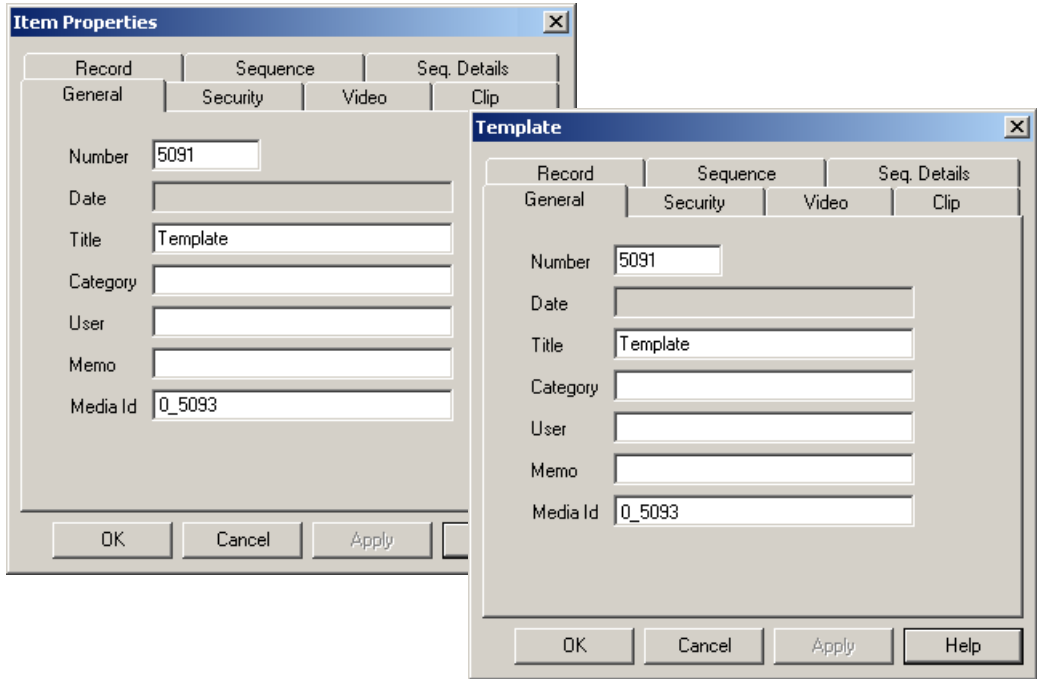 Item Properties
Record Sequence Seq. Details
General Security Video Clip
Number 5091
Date
Title Template
Category
User
Memo
Media Id 0_5093
OK Cancel Apply
Template
Record Sequence Seq. Details
General Security Video Clip
Number 5091
Date
Title Template
Category
User
Memo
Media Id 0_5093
OK Cancel Apply Help